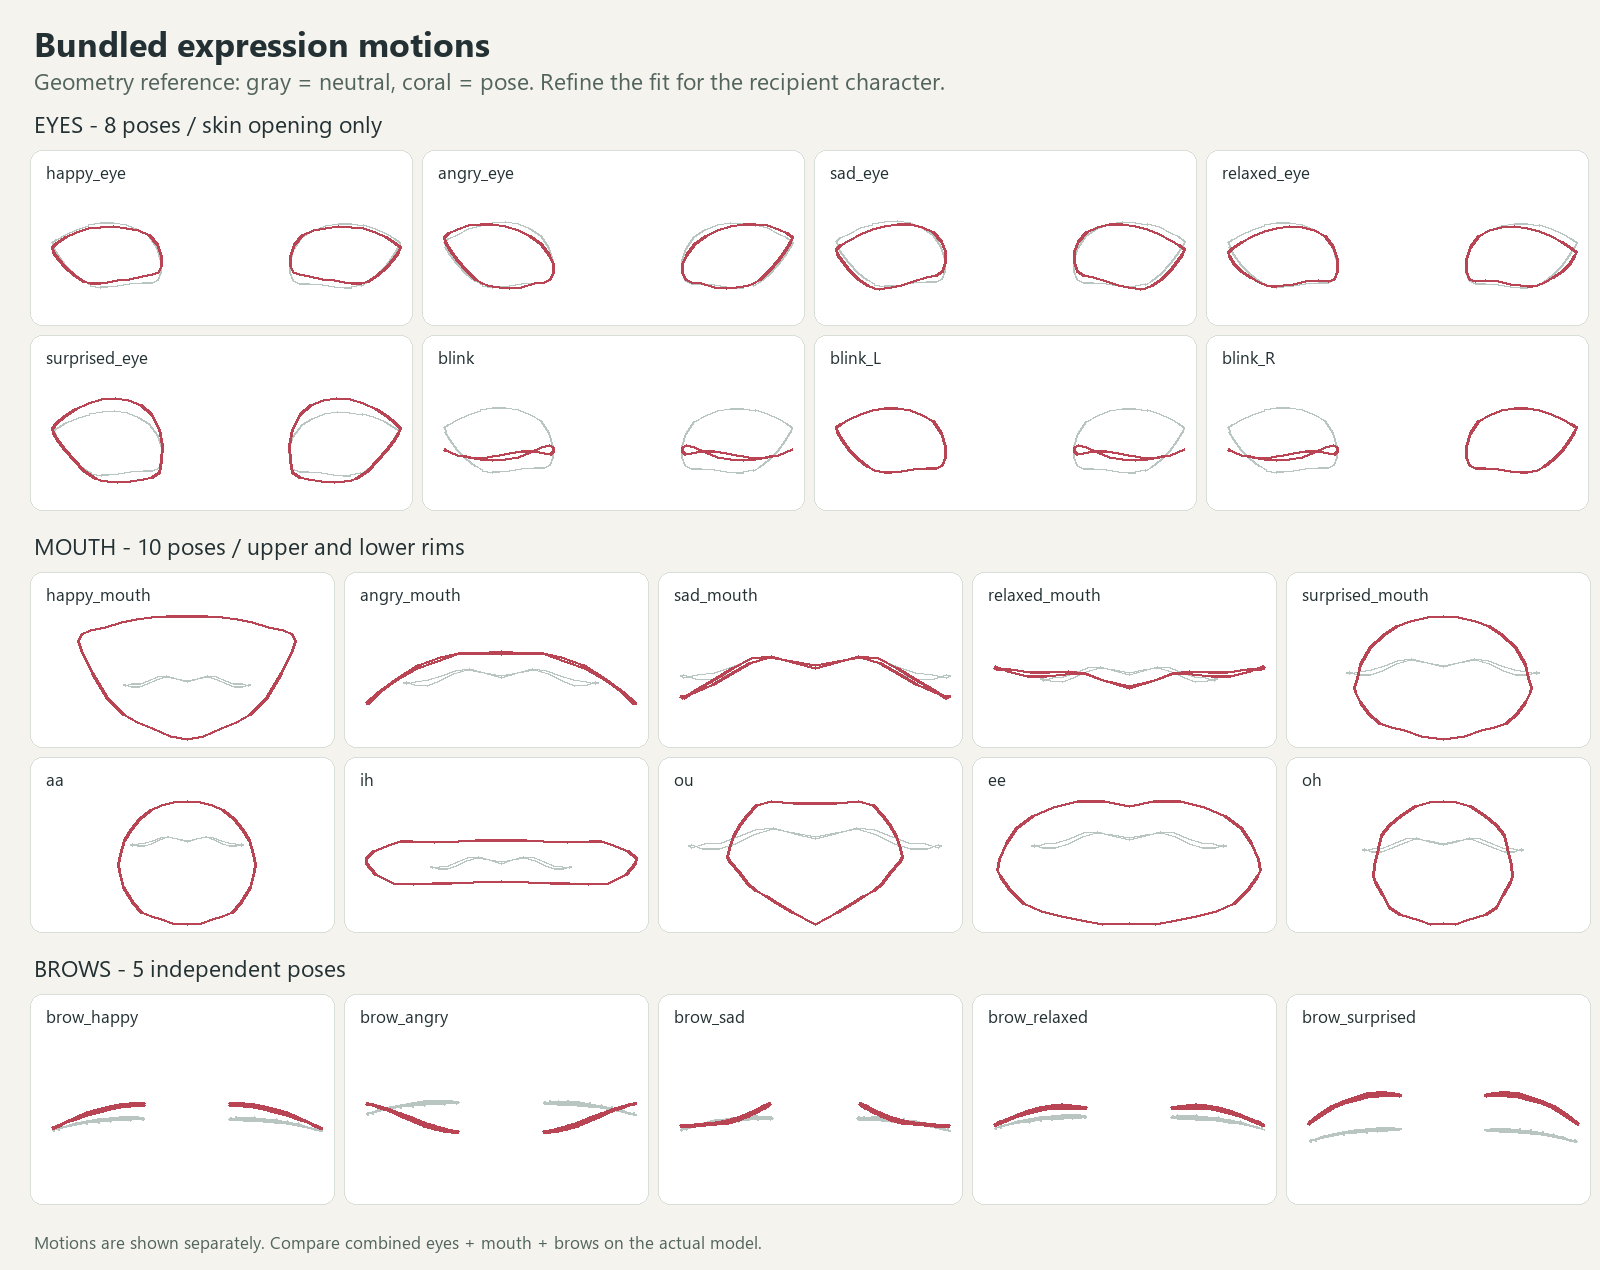 Bundled expression motions
Geometry reference: gray = neutral, coral = pose. Refine the fit for the recipient character.
EYES - 8 poses / skin opening only
happy_eye
angry_eye
sad_eye
relaxed_eye
surprised_eye
blink
blink_L
blink_R
MOUTH - 10 poses / upper and lower rims
happy_mouth
angry_mouth
sad_mouth
relaxed_mouth
surprised_mouth
aa
ih
ou
ee
oh
BROWS - 5 independent poses
brow_happy
brow_angry
brow_sad
brow_relaxed
brow_surprised
Motions are shown separately. Compare combined eyes + mouth + brows on the actual model.